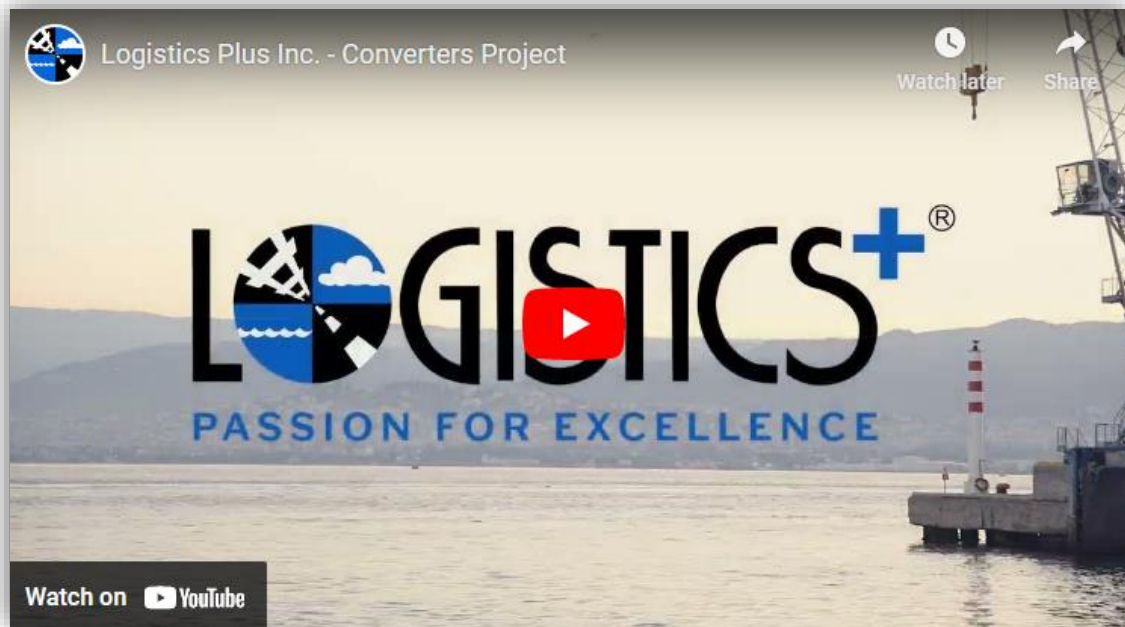 Logistics Plus Inc. - Converters Project
Watch later
Share
LOGISTICS+®
PASSION FOR EXCELLENCE
Watch on YouTube